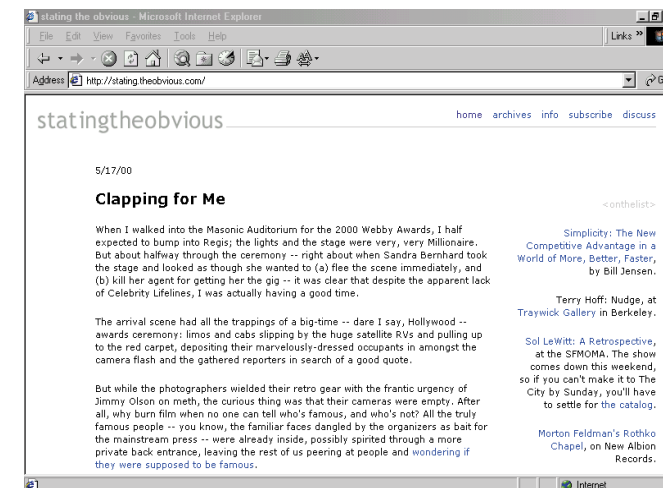 stating the obvious - Microsoft Internet Explorer
File Edit View Favorites Tools Help
Links »
Address http://stating.theobvious.com/
statingtheobvious
home archives info subscribe discuss
5/17/00
Clapping for Me
When I walked into the Masonic Auditorium for the 2000 Webby Awards, I half
expected to bump into Regis; the lights and the stage were very, very Millionaire.
But about halfway through the ceremony -- right about when Sandra Bernhard took
the stage and looked as though she wanted to (a) flee the scene immediately, and
(b) kill her agent for getting her the gig -- it was clear that despite the apparent lack
of Celebrity Lifelines, I was actually having a good time.
The arrival scene had all the trappings of a big-time -- dare I say, Hollywood --
awards ceremony: limos and cabs slipping by the huge satellite RVs and pulling up
to the red carpet, depositing their marvelously-dressed occupants in amongst the
camera flash and the gathered reporters in search of a good quote.
But while the photographers wielded their retro gear with the frantic urgency of
Jimmy Olson on meth, the curious thing was that their cameras were empty. After
all, why burn film when no one can tell who's famous, and who's not? All the truly
famous people -- you know, the familiar faces dangled by the organizers as bait for
the mainstream press -- were already inside, possibly spirited through a more
private back entrance, leaving the rest of us peering at people and wondering if
they were supposed to be famous.
<onthelist>
Simplicity: The New
Competitive Advantage in a
World of More, Better, Faster,
by Bill Jensen.
Terry Hoff: Nudge, at
Traywick Gallery in Berkeley.
Sol LeWitt: A Retrospective,
at the SFMOMA. The show
comes down this weekend,
so if you can't make it to The
City by Sunday, you'll have
to settle for the catalog.
Morton Feldman's Rothko
Chapel, on New Albion
Records.
Internet